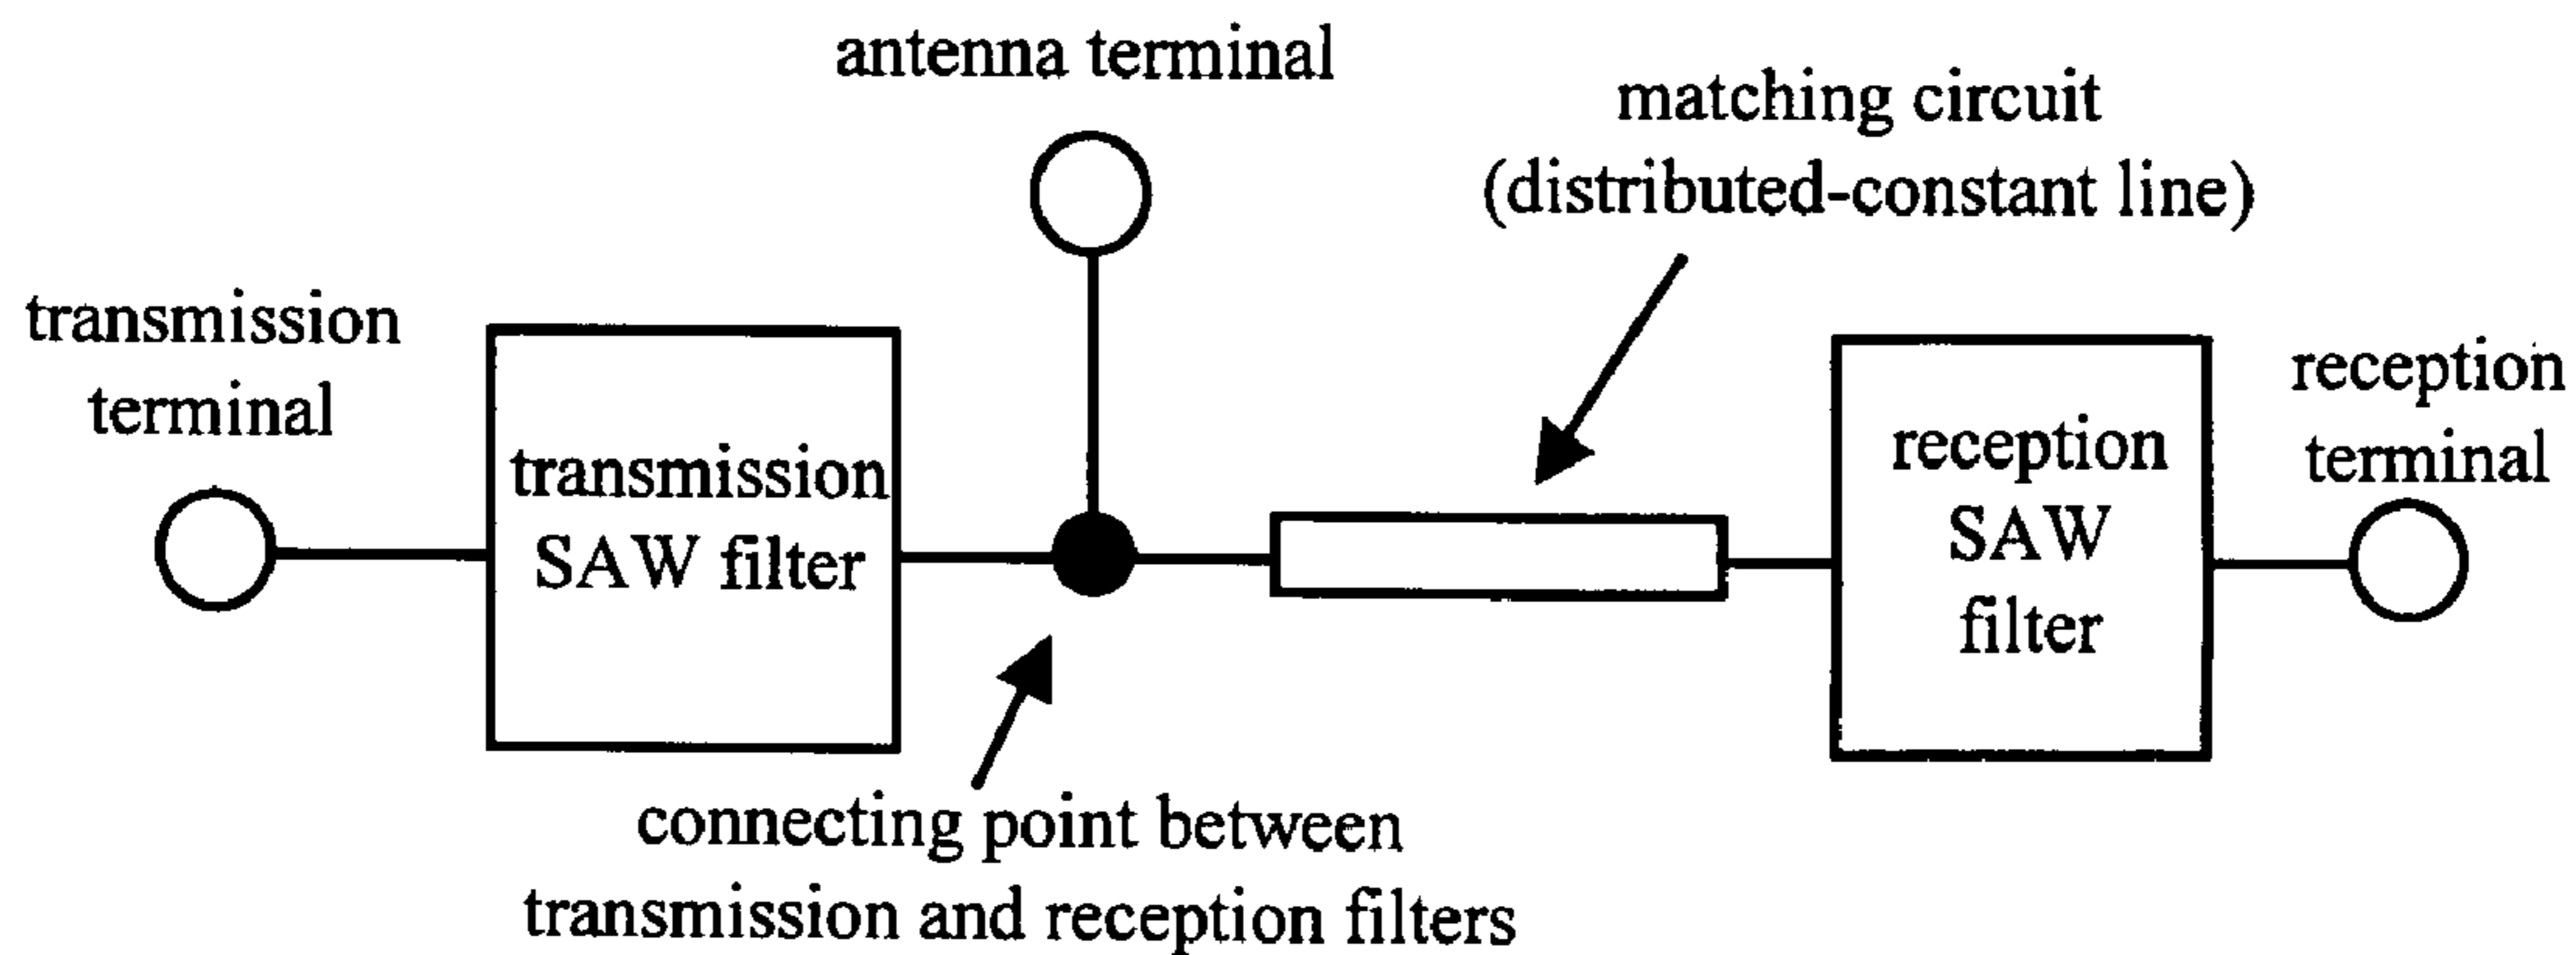 antenna terminal
matching circuit
(distributed-constant line)
transmission
terminal
transmission
SAW filter
reception
SAW
filter
reception
terminal
connecting point between
transmission and reception filters